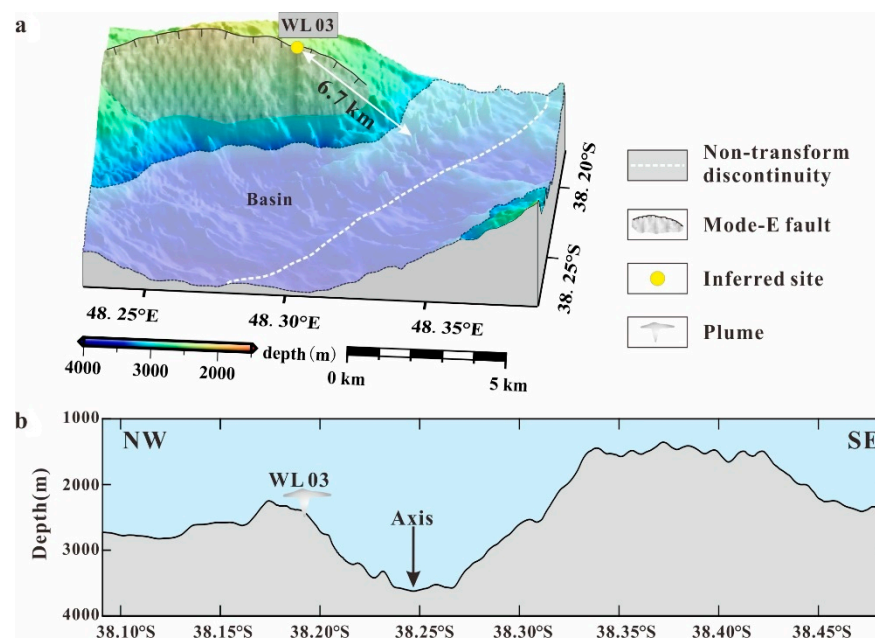 a
WL 03
6.7 km
Basin
38. 20°S
38. 25°S
48. 25°E
48. 30°E
48. 35°E
depth (m)
4000 3000 2000
0 km 5 km
Non-transform
discontinuity
Mode-E fault
Inferred site
Plume
b
1000
2000
3000
4000
Depth(m)
NW
SE
WL 03
Axis
38.10°S 38.15°S 38.20°S 38.25°S 38.30°S 38.35°S 38.40°S 38.45°S